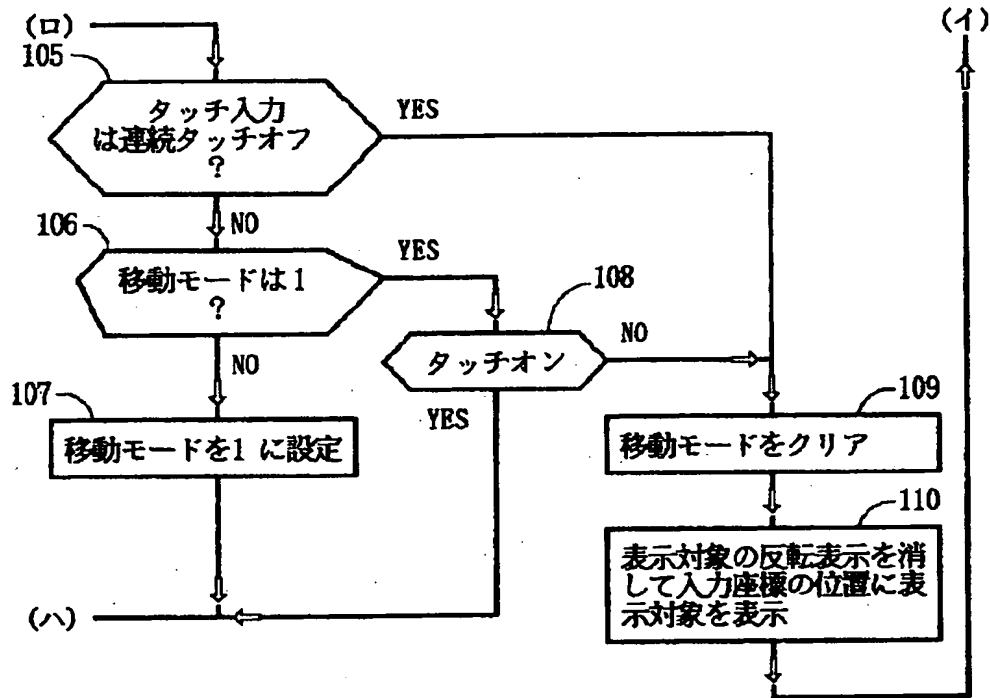 (ロ)
(イ)
105
タッチ入力
は連続タッチオフ
?
YES
NO
106
移動モードは1
?
YES
NO
108
タッチオン
NO
YES
107
移動モードを1 に設定
109
移動モードをクリア
110
表示対象の反転表示を消
して入力座標の位置に表
示対象を表示
(ハ)